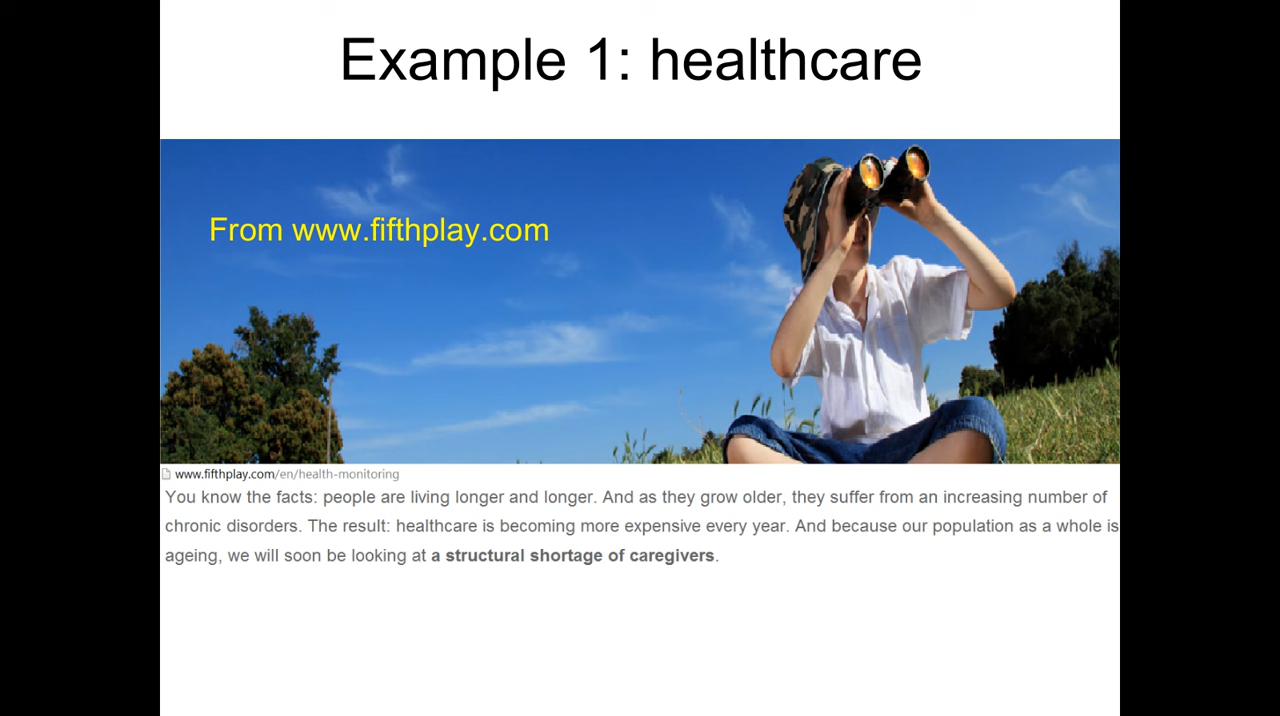 Example 1: healthcare
From www.fifthplay.com
www.fifthplay.com/en/health-monitoring
You know the facts: people are living longer and longer. And as they grow older, they suffer from an increasing number of
chronic disorders. The result: healthcare is becoming more expensive every year. And because our population as a whole is
ageing, we will soon be looking at a structural shortage of caregivers.